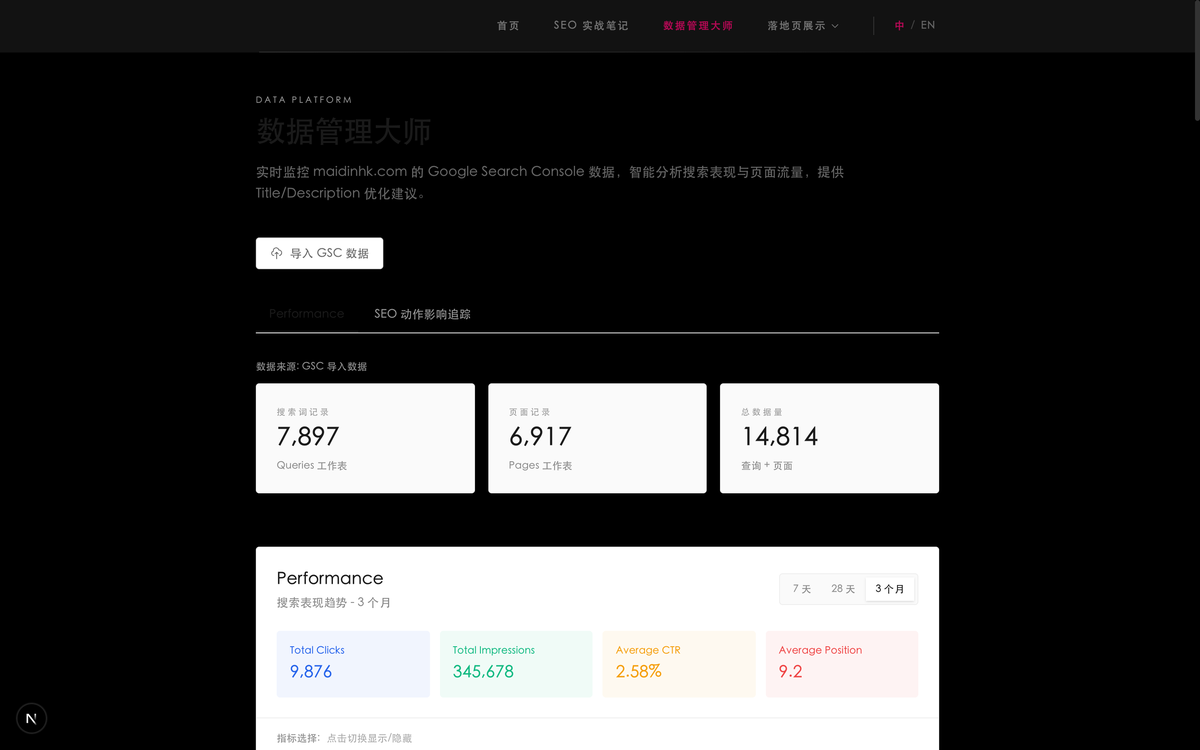 首页 SEO 实战笔记 数据管理大师 落地页展示 中 / EN
DATA PLATFORM
数据管理大师
实时监控 maidinhk.com 的 Google Search Console 数据，智能分析搜索表现与页面流量，提供
Title/Description 优化建议。
导入 GSC 数据
Performance SEO 动作影响追踪
数据来源: GSC 导入数据
搜索词记录
7,897
Queries 工作表
页面记录
6,917
Pages 工作表
总数据量
14,814
查询 + 页面
Performance
搜索表现趋势 - 3 个月
7 天 28 天 3 个月
Total Clicks
9,876
Total Impressions
345,678
Average CTR
2.58%
Average Position
9.2
指标选择: 点击切换显示/隐藏
N